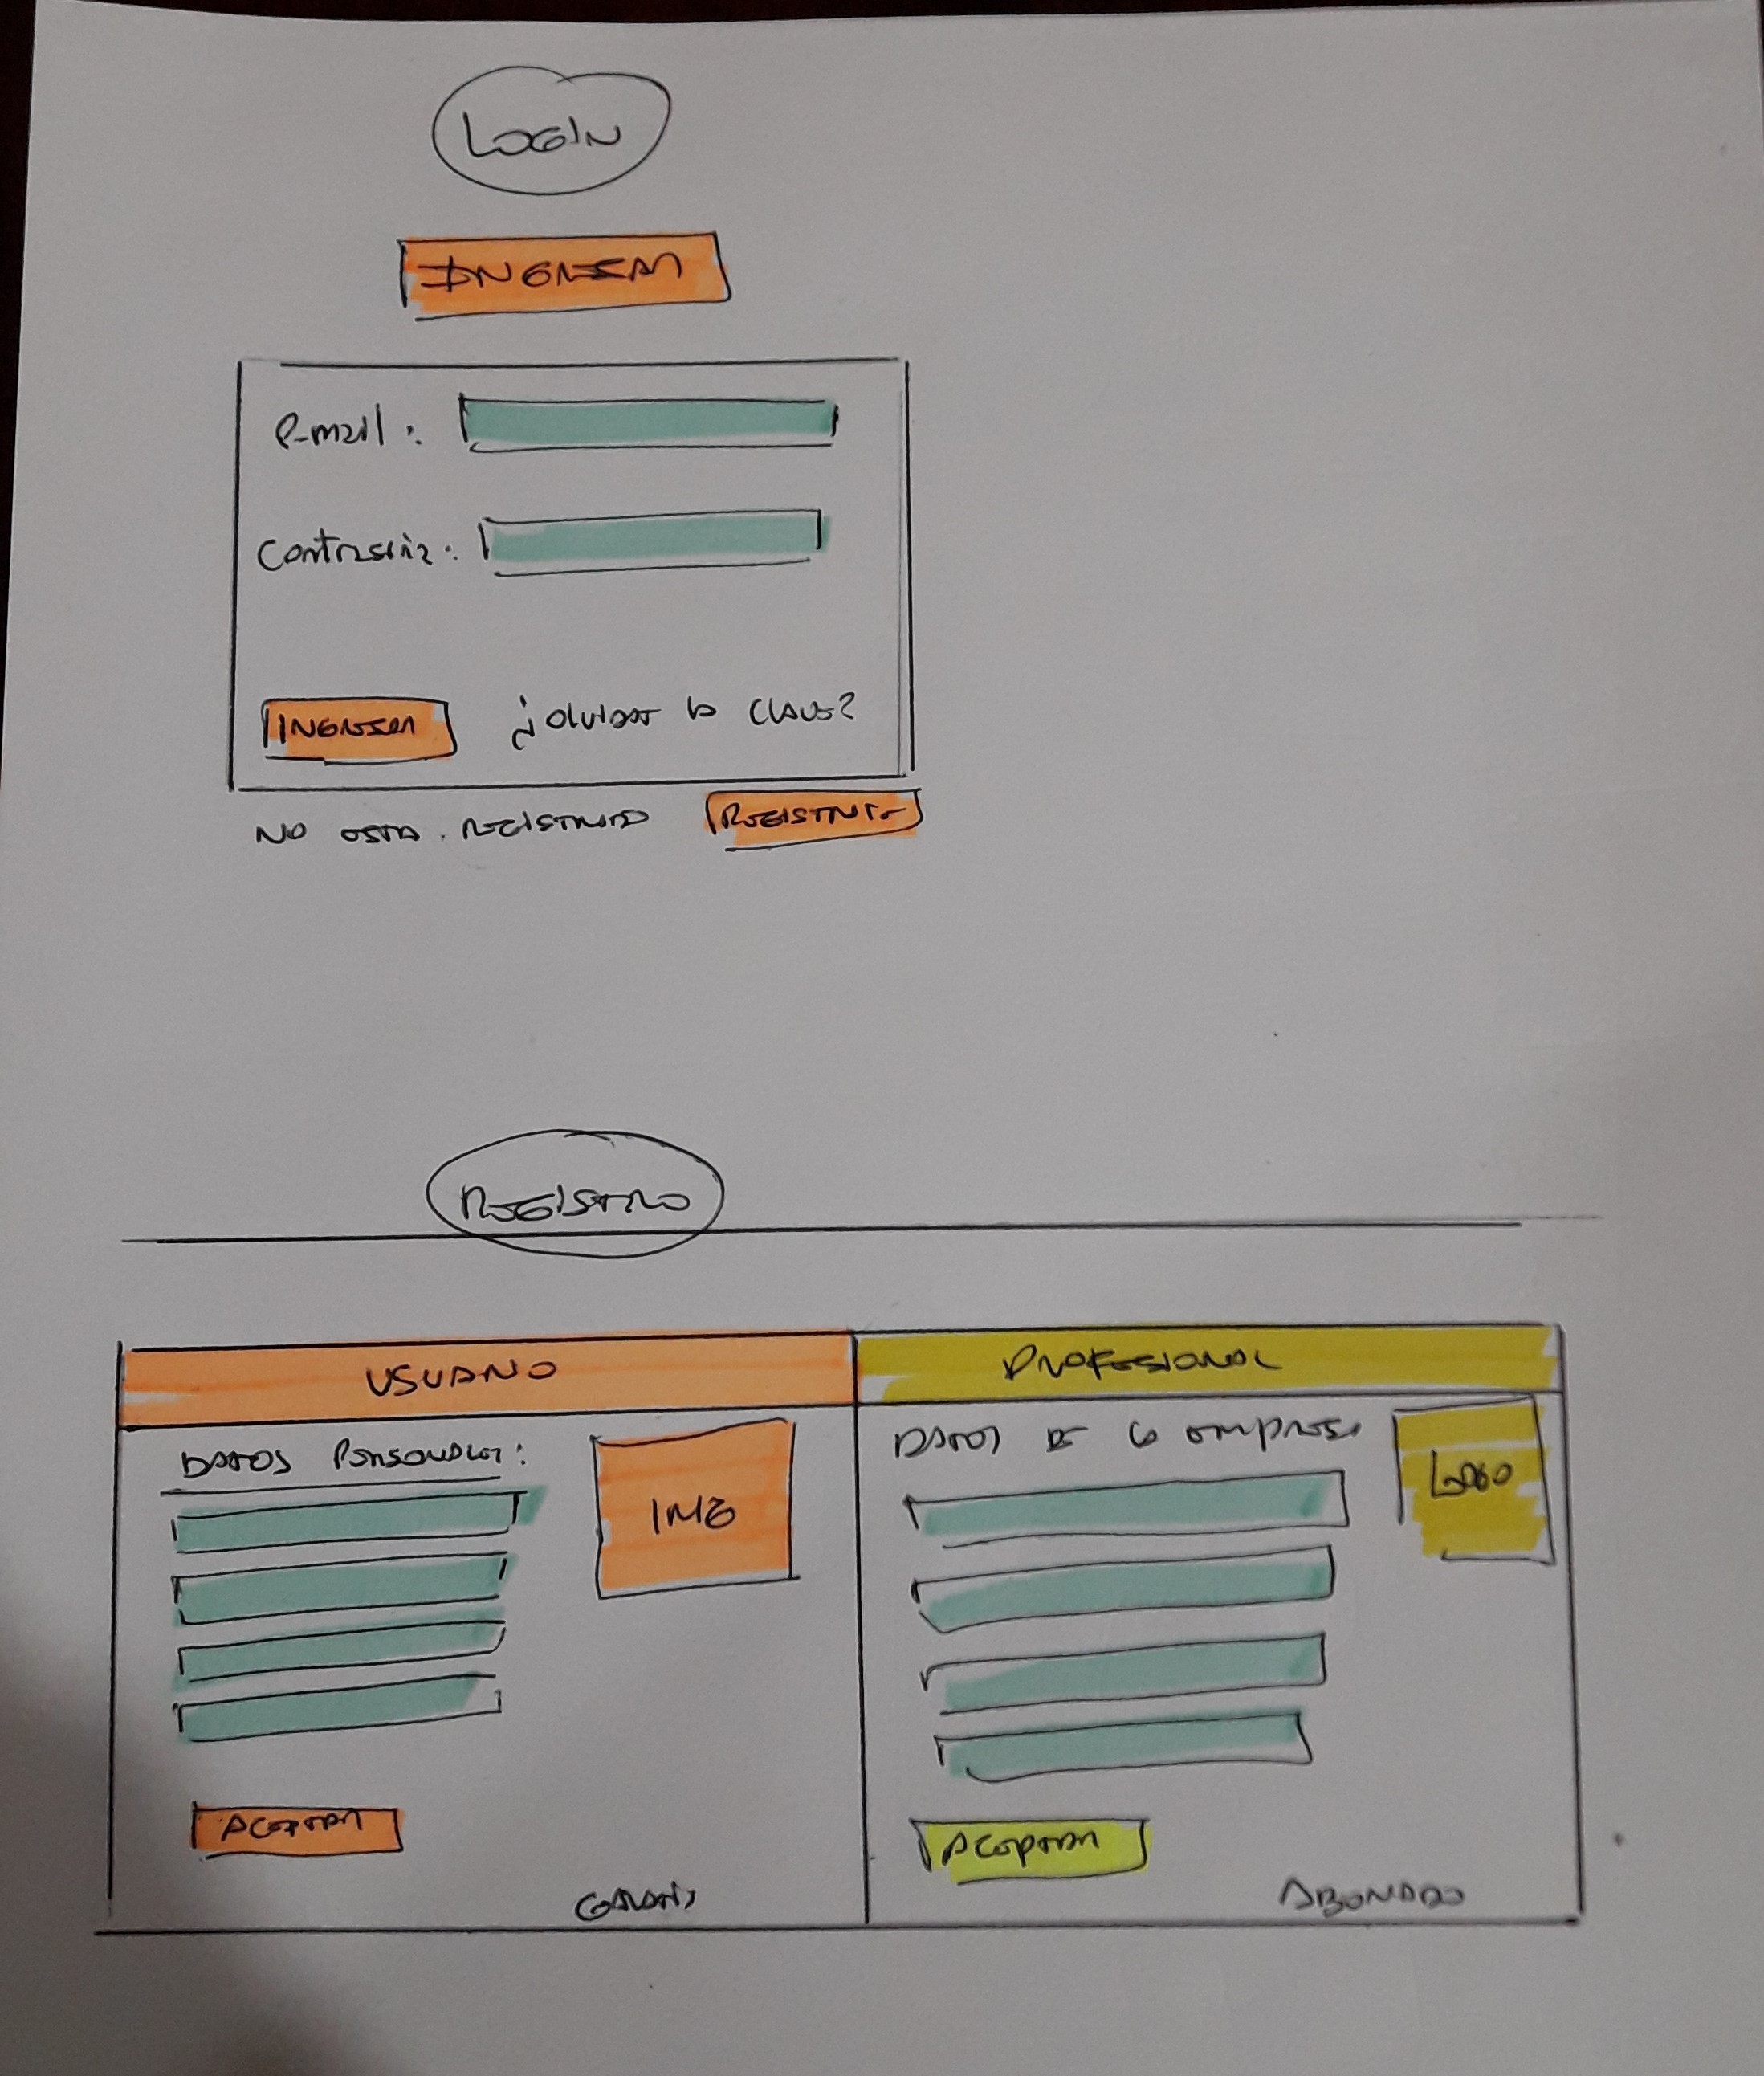 LOGIN
INGRESAR
e-mail:
Contraseña:
INGRESAR ¿olvidaste la CLAVE?
NO ESTA REGISTRADO REGISTRATE
REGISTRO
USUARIO
PROFESIONAL
DATOS PERSONALES:
IMG
DATOS DE la empresa
LOGO
ACEPTAR
ACEPTAR
GRATIS
ABONADO